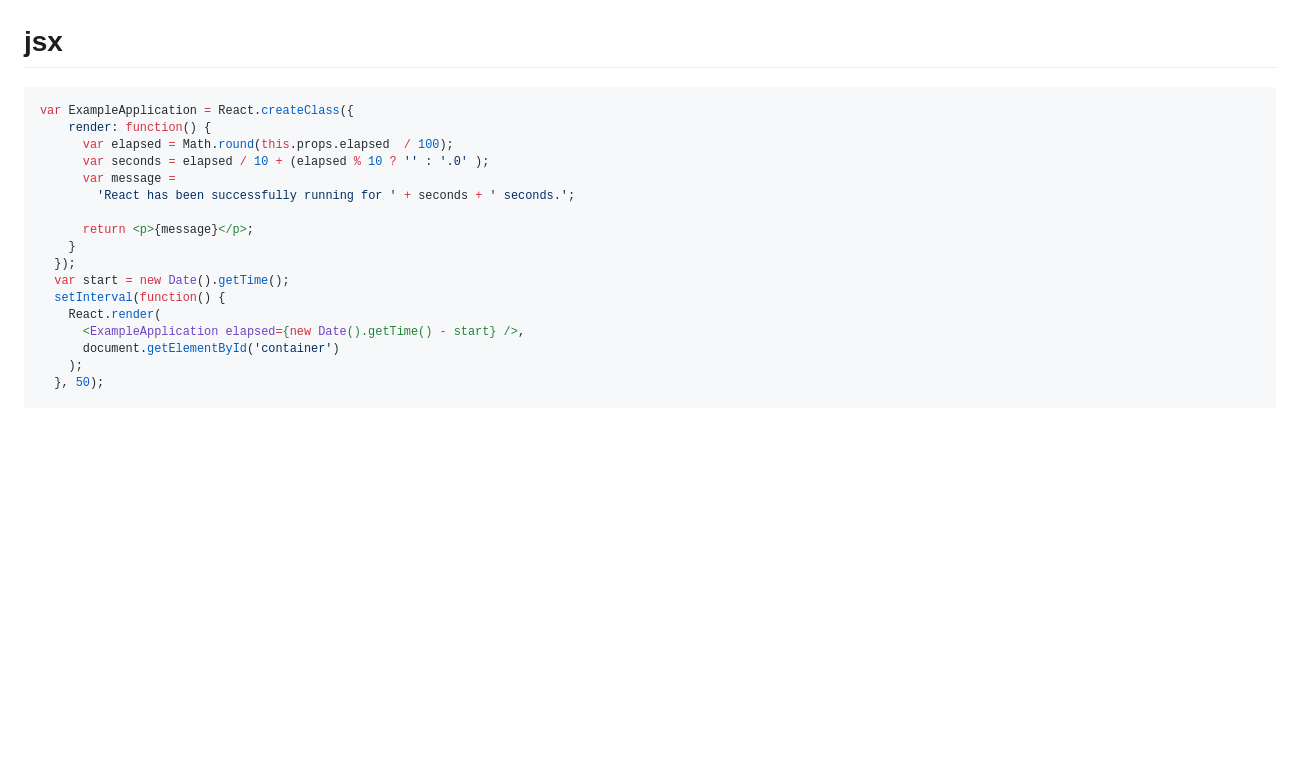 jsx
var ExampleApplication = React.createClass({
    render: function() {
      var elapsed = Math.round(this.props.elapsed  / 100);
      var seconds = elapsed / 10 + (elapsed % 10 ? '' : '.0' );
      var message =
        'React has been successfully running for ' + seconds + ' seconds.';

      return <p>{message}</p>;
    }
  });
  var start = new Date().getTime();
  setInterval(function() {
    React.render(
      <ExampleApplication elapsed={new Date().getTime() - start} />,
      document.getElementById('container')
    );
  }, 50);